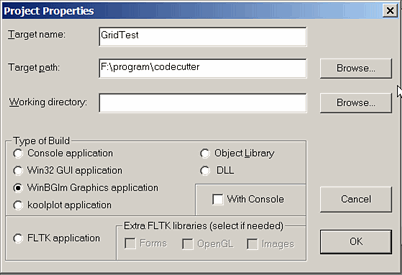 Project Properties
Target name:
GridTest
Target path:
F:\program\codecutter
Browse...
Working directory:
Browse...
Type of Build
Console application
Object Library
Win32 GUI application
DLL
WinBGIm Graphics application
With Console
Cancel
koolplot application
Extra FLTK libraries (select if needed)
FLTK application
Forms
OpenGL
Images
OK